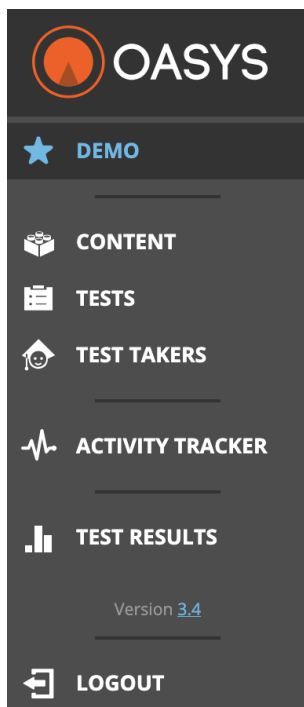 OASYS
DEMO
CONTENT
TESTS
TEST TAKERS
ACTIVITY TRACKER
TEST RESULTS
Version 3.4
LOGOUT